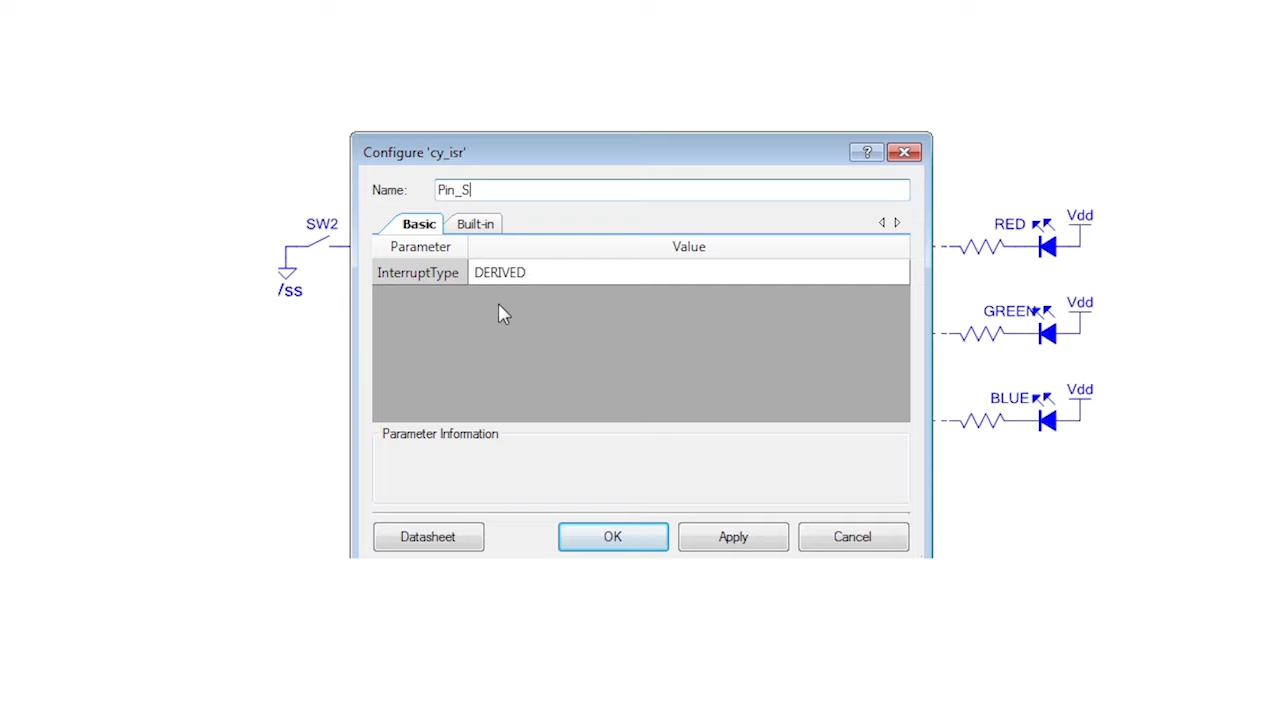 Configure 'cy_isr'
?
Name: Pin_S
Basic Built-in
Parameter Value
InterruptType DERIVED
Parameter Information
Datasheet OK Apply Cancel
SW2
/ss
RED Vdd
GREEN Vdd
BLUE Vdd